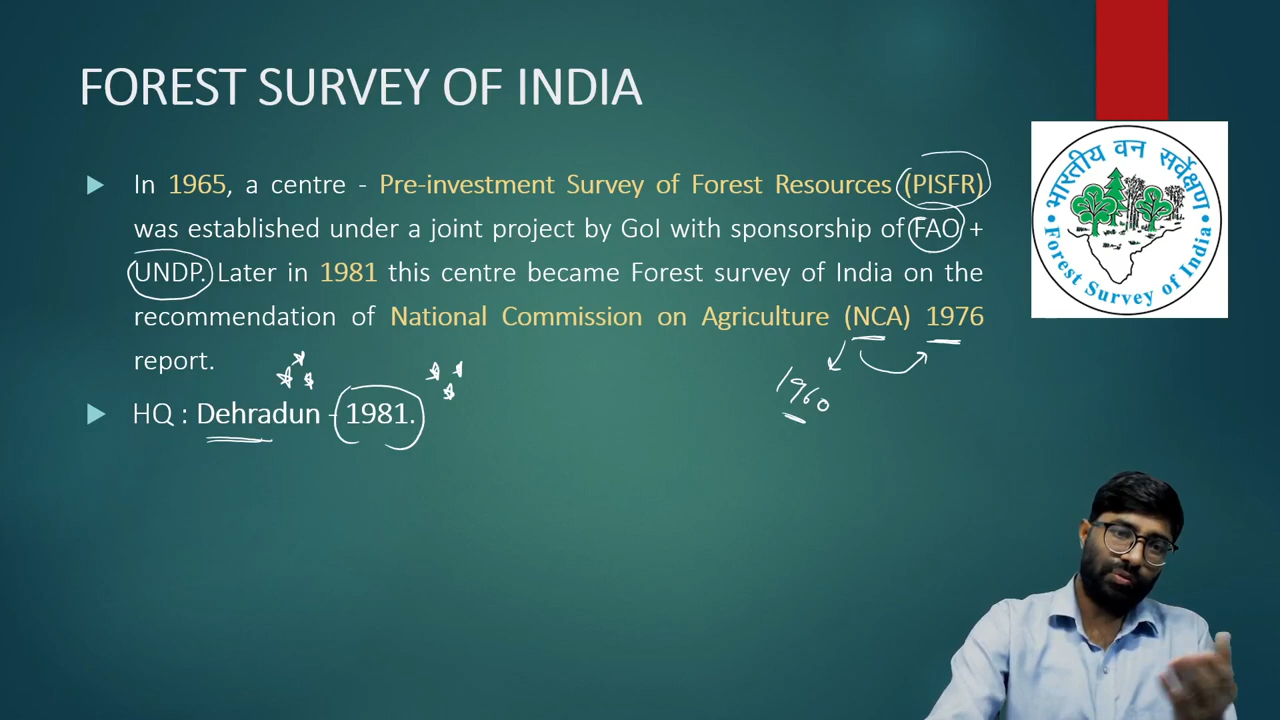 FOREST SURVEY OF INDIA
In 1965, a centre - Pre-investment Survey of Forest Resources (PISFR)
was established under a joint project by GoI with sponsorship of FAO +
UNDP. Later in 1981 this centre became Forest survey of India on the
recommendation of National Commission on Agriculture (NCA) 1976
report.
1960
HQ : Dehradun - 1981.
भारतीय वन सर्वेक्षण
Forest Survey of India